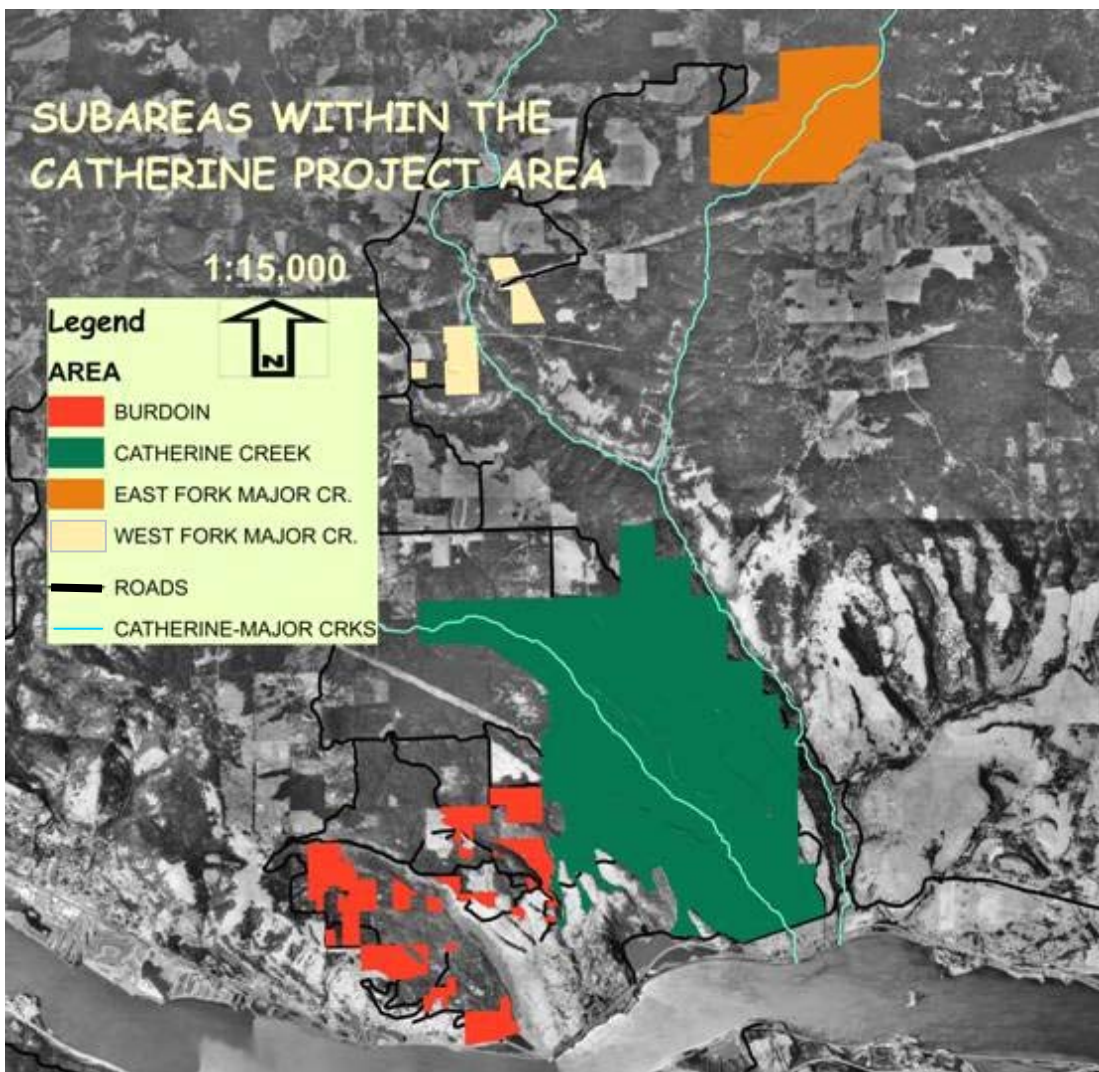 SUBAREAS WITHIN THE
CATHERINE PROJECT AREA
1:15,000
Legend
N
AREA
BURDOIN
CATHERINE CREEK
EAST FORK MAJOR CR.
WEST FORK MAJOR CR.
ROADS
CATHERINE-MAJOR CRKS